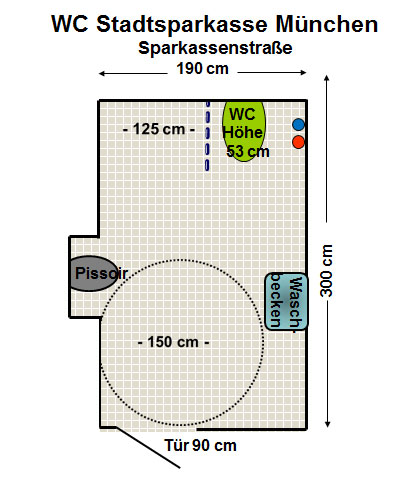 WC Stadtsparkasse München
Sparkassenstraße
190 cm
- 125 cm -
WC
Höhe
53 cm
Pissoir
Wasch-
becken
300 cm
- 150 cm -
Tür 90 cm